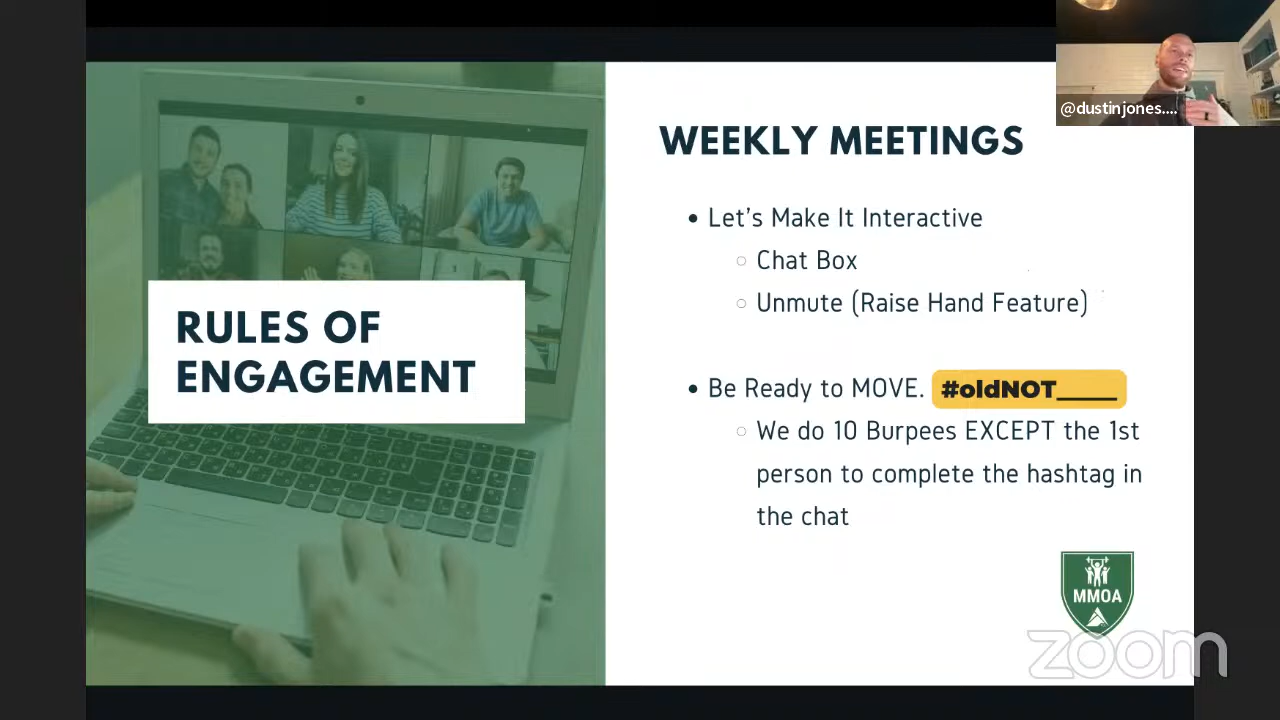 @dustinjones....
WEEKLY MEETINGS
• Let's Make It Interactive
○ Chat Box
○ Unmute (Raise Hand Feature)
RULES OF
ENGAGEMENT
• Be Ready to MOVE. #oldNOT____
○ We do 10 Burpees EXCEPT the 1st
person to complete the hashtag in
the chat
MMOA
zoom